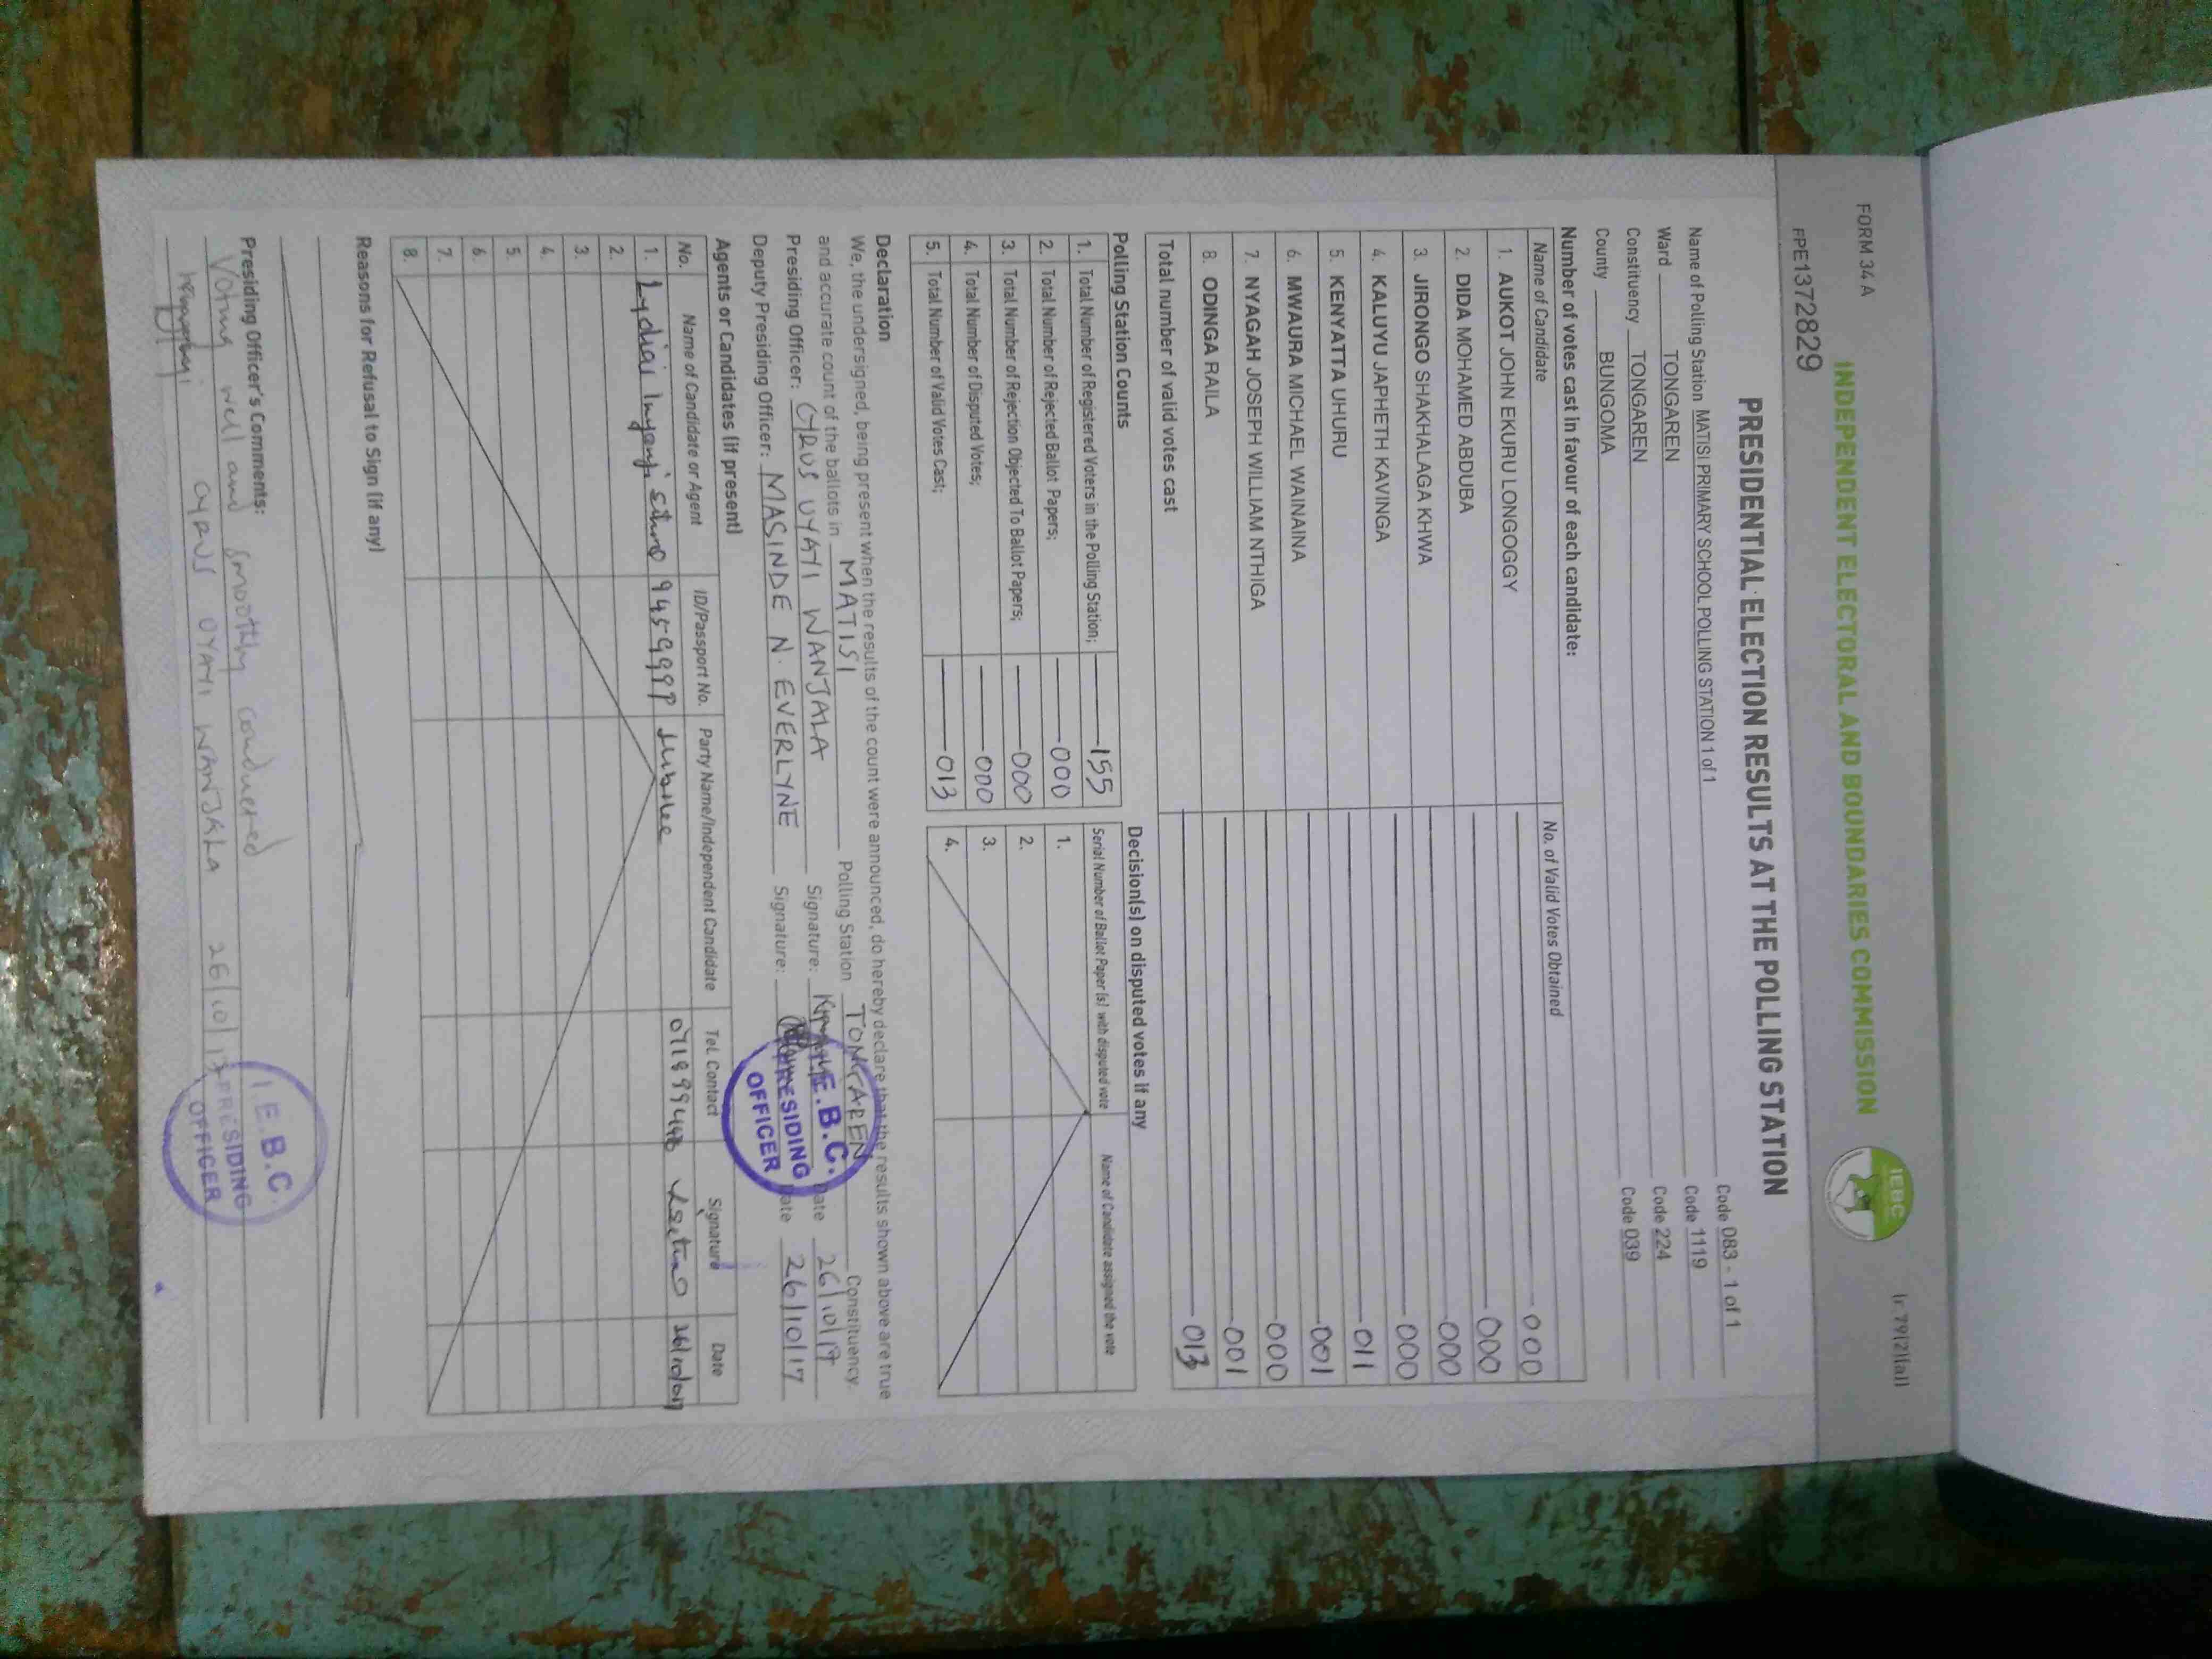 FORM 34 A
(r 79(2)(a))
INDEPENDENT ELECTORAL AND BOUNDARIES COMMISSION
IEBC
FPE1372829
PRESIDENTIAL ELECTION RESULTS AT THE POLLING STATION
Name of Polling Station MATISI PRIMARY SCHOOL POLLING STATION 1 of 1 Code 083 - 1 of 1
Ward TONGAREN Code 1119
Constituency TONGAREN Code 224
County BUNGOMA Code 039
Number of votes cast in favour of each candidate:
Name of Candidate No. of Valid Votes Obtained
1. AUKOT JOHN EKURU LONGOGGY 000
2. DIDA MOHAMED ABDUBA 000
3. JIRONGO SHAKHALAGA KHWA 000
4. KALUYU JAPHETH KAVINGA 000
5. KENYATTA UHURU 011
6. MWAURA MICHAEL WAINAINA 001
7. NYAGAH JOSEPH WILLIAM NTHIGA 000
8. ODINGA RAILA 001
Total number of valid votes cast 013
Polling Station Counts
1. Total Number of Registered Voters in the Polling Station; 155
2. Total Number of Rejected Ballot Papers; 000
3. Total Number of Rejection Objected To Ballot Papers; 000
4. Total Number of Disputed Votes; 000
5. Total Number of Valid Votes Cast; 013
Decision(s) on disputed votes if any
Serial Number of Ballot Paper (s) with disputed vote Name of Candidate assigned the vote
1.
2.
3.
4.
Declaration
We, the undersigned, being present when the results of the count were announced, do hereby declare that the results shown above are true
and accurate count of the ballots in MATISI Polling Station TONGAREN Constituency
Presiding Officer: CYRUS UYAYI WANJALA Signature: Date 26/10/17
Deputy Presiding Officer: MASINDE N. EVERLYNE Signature: Date 26/10/17
I.E.B.C.
PRESIDING
OFFICER
Agents or Candidates (if present)
No. Name of Candidate or Agent ID/Passport No. Party Name/Independent Candidate Tel. Contact Signature Date
1. Lydiai 9459999 Jubilee
2.
3.
4.
5.
6.
7.
8.
Reasons for Refusal to Sign (if any)
Presiding Officer's Comments:
Voting well and smoothly conducted
CYRUS UYAYI WANJALA 26/10/17
I.E.B.C.
PRESIDING
OFFICER